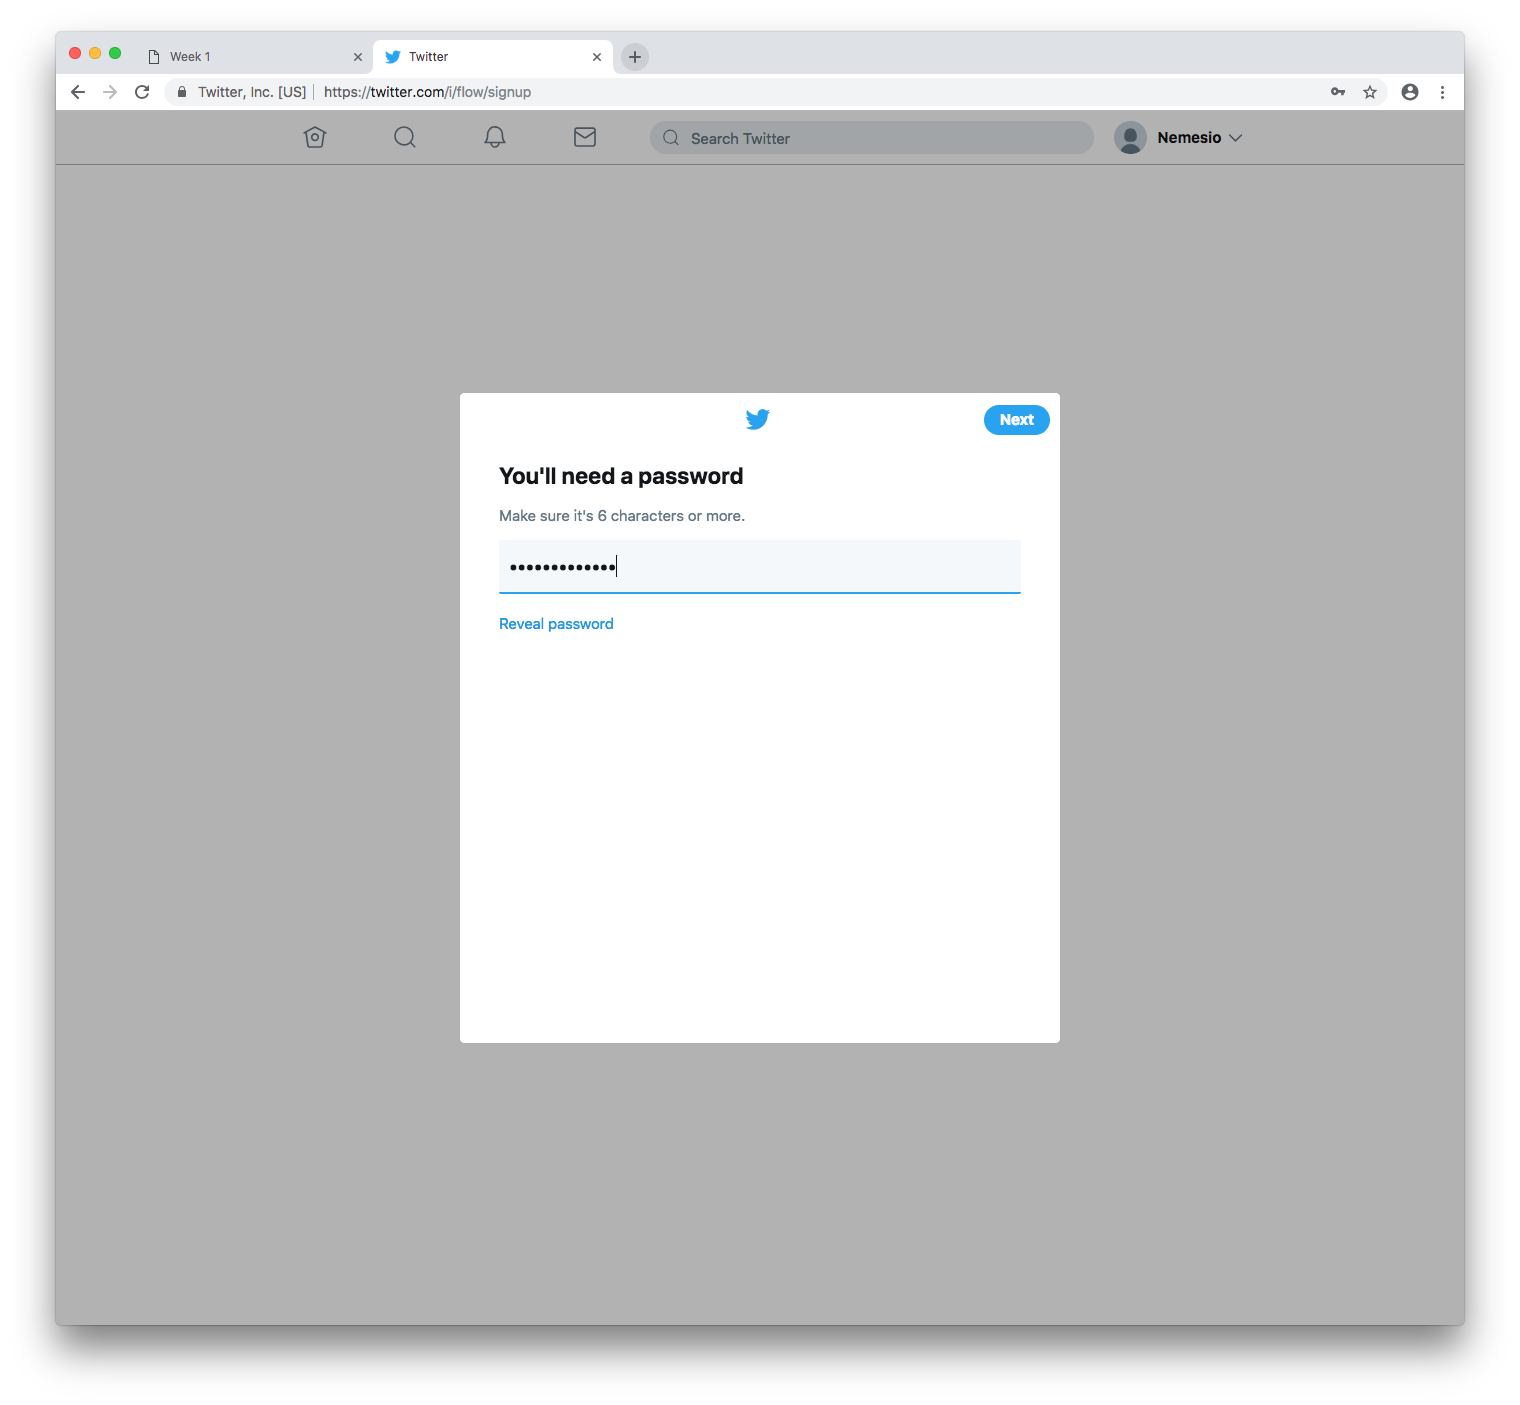 Week 1
Twitter
Twitter, Inc. [US] https://twitter.com/i/flow/signup
Search Twitter
Nemesio
Next
You'll need a password
Make sure it's 6 characters or more.
•••••••••••••
Reveal password